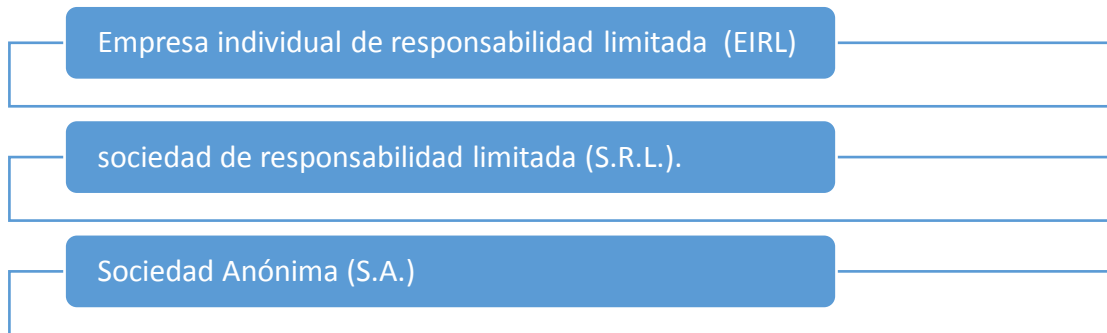 Empresa individual de responsabilidad limitada  (EIRL)
sociedad de responsabilidad limitada (S.R.L.).
Sociedad Anónima (S.A.)